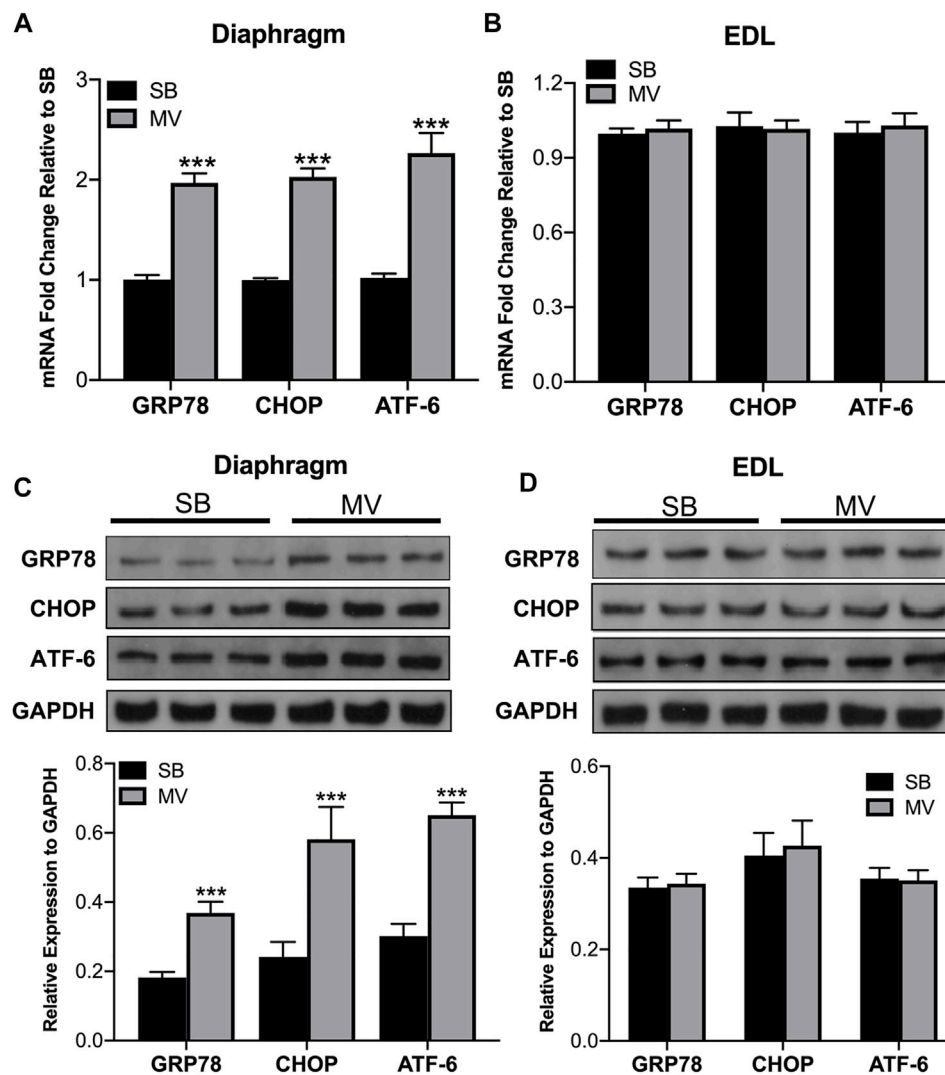 A
Diaphragm
mRNA Fold Change Relative to SB
3
2
1
0
SB
MV
***
***
***
GRP78
CHOP
ATF-6
B
EDL
mRNA Fold Change Relative to SB
1.2
0.9
0.6
0.3
0.0
SB
MV
GRP78
CHOP
ATF-6
C
Diaphragm
SB
MV
GRP78
CHOP
ATF-6
GAPDH
Relative Expression to GAPDH
0.8
0.6
0.4
0.2
0.0
SB
MV
***
***
***
GRP78
CHOP
ATF-6
D
EDL
SB
MV
GRP78
CHOP
ATF-6
GAPDH
Relative Expression to GAPDH
0.6
0.4
0.2
0.0
SB
MV
GRP78
CHOP
ATF-6